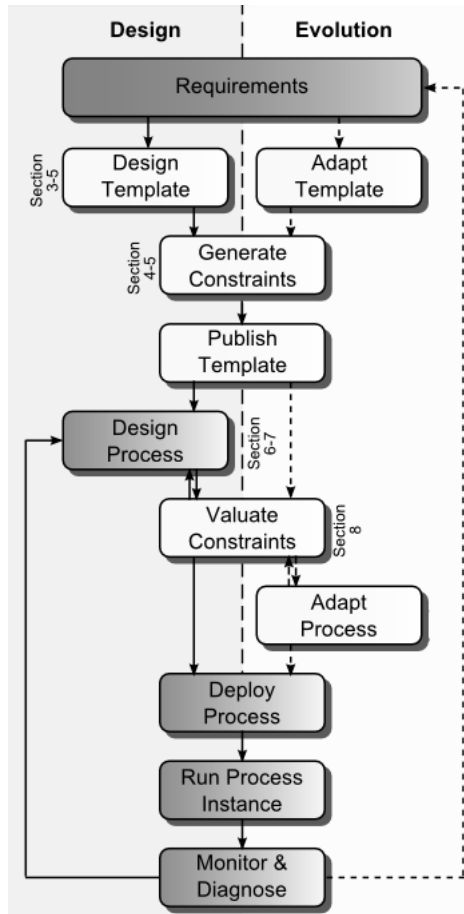 Design
Evolution
Requirements
Section
3-5
Design
Template
Adapt
Template
Section
4-5
Generate
Constraints
Publish
Template
Design
Process
Section
6-7
Valuate
Constraints
Section
8
Adapt
Process
Deploy
Process
Run Process
Instance
Monitor &
Diagnose